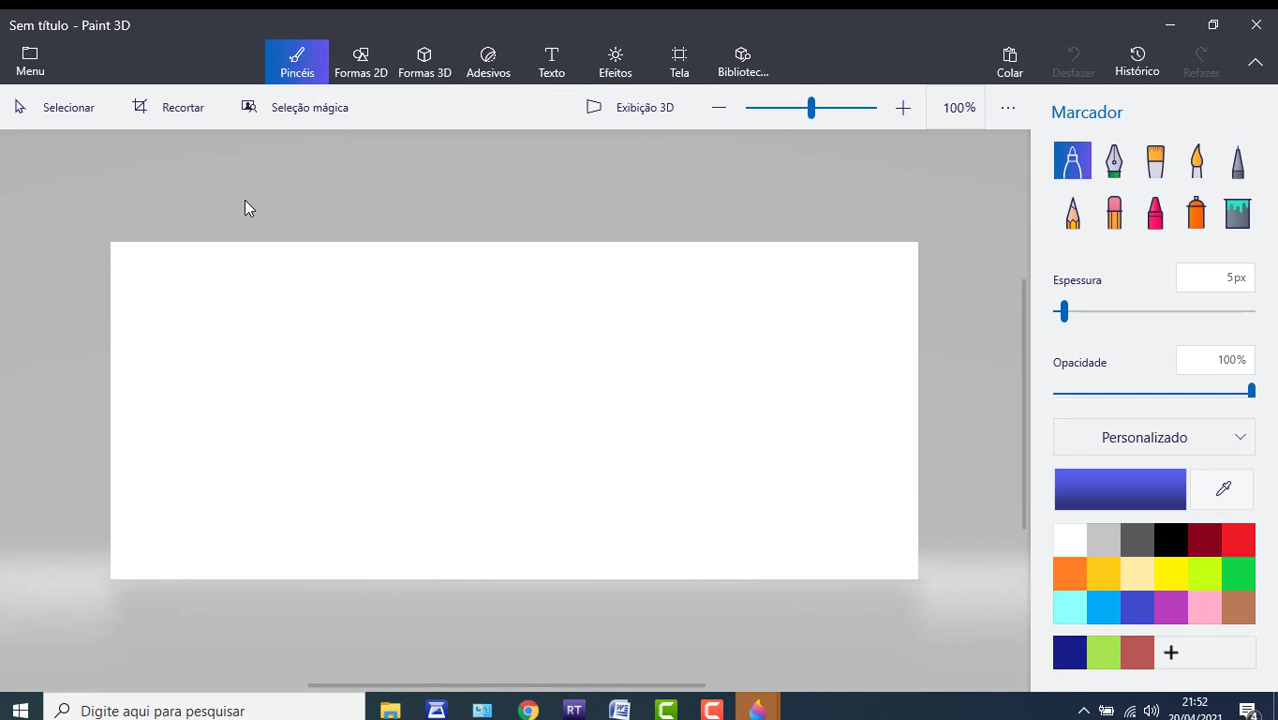 Sem título - Paint 3D
Menu
Pincéis
Formas 2D
Formas 3D
Adesivos
Texto
Efeitos
Tela
Bibliotec...
Colar
Desfazer
Histórico
Refazer
Selecionar
Recortar
Seleção mágica
Exibição 3D
100%
Marcador
Espessura
5px
Opacidade
100%
Personalizado
Digite aqui para pesquisar
RT
21:52
20/04/2021
4